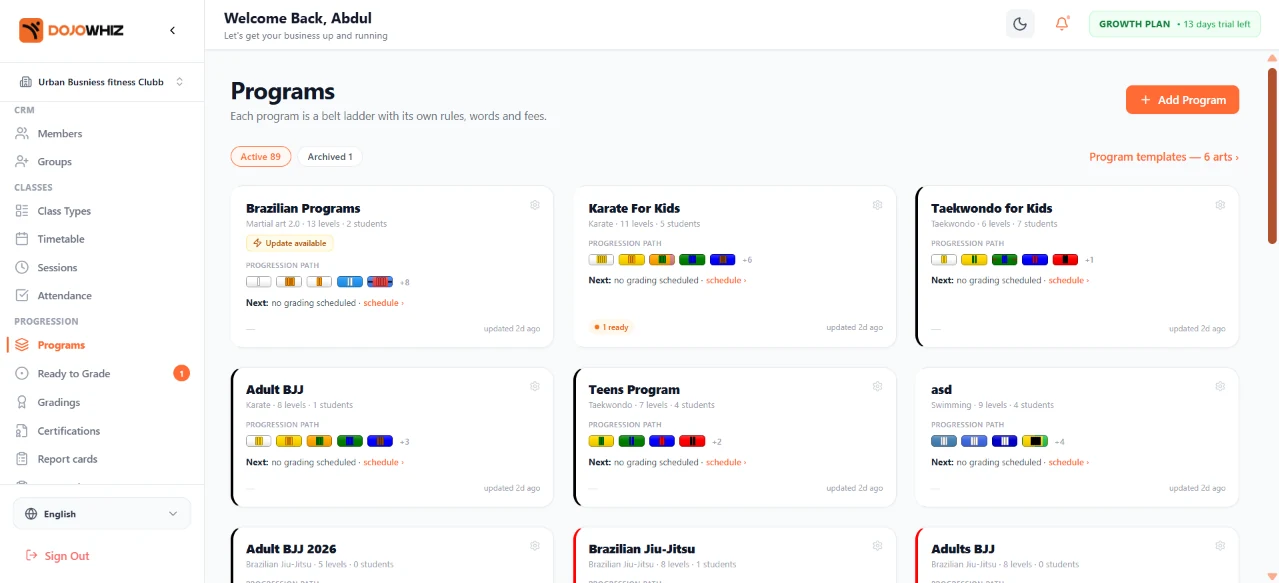 DOJOWHIZ
Urban Busniess fitness Clubb
CRM
Members
Groups
CLASSES
Class Types
Timetable
Sessions
Attendance
PROGRESSION
Programs
Ready to Grade 1
Gradings
Certifications
Report cards
English
Sign Out
Welcome Back, Abdul
Let's get your business up and running
GROWTH PLAN • 13 days trial left
Programs
Each program is a belt ladder with its own rules, words and fees.
+ Add Program
Active 89
Archived 1
Program templates — 6 arts ›
Brazilian Programs
Martial art 2.0 · 13 levels · 2 students
Update available
PROGRESSION PATH
+8
Next: no grading scheduled · schedule ›
—
updated 2d ago
Karate For Kids
Karate · 11 levels · 5 students
PROGRESSION PATH
+6
Next: no grading scheduled · schedule ›
1 ready
updated 2d ago
Taekwondo for Kids
Taekwondo · 6 levels · 7 students
PROGRESSION PATH
+1
Next: no grading scheduled · schedule ›
—
updated 2d ago
Adult BJJ
Karate · 8 levels · 1 students
PROGRESSION PATH
+3
Next: no grading scheduled · schedule ›
—
updated 2d ago
Teens Program
Taekwondo · 7 levels · 4 students
PROGRESSION PATH
+2
Next: no grading scheduled · schedule ›
—
updated 2d ago
asd
Swimming · 9 levels · 4 students
PROGRESSION PATH
+4
Next: no grading scheduled · schedule ›
—
updated 2d ago
Adult BJJ 2026
Brazilian Jiu-Jitsu · 5 levels · 0 students
Brazilian Jiu-Jitsu
Brazilian Jiu-Jitsu · 8 levels · 1 students
Adults BJJ
Brazilian Jiu-Jitsu · 8 levels · 0 students